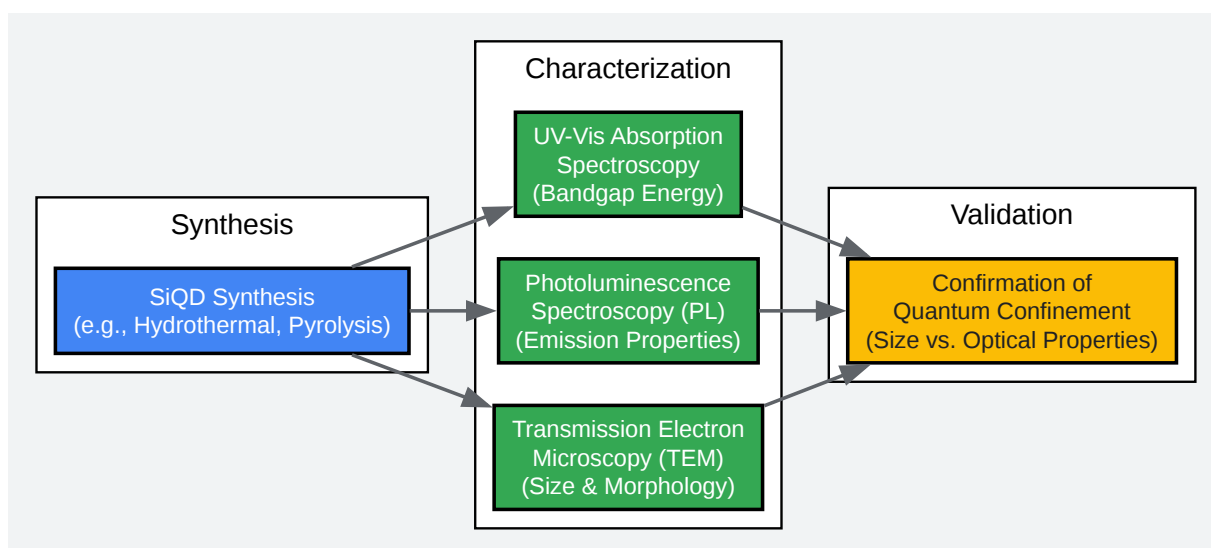 Synthesis
SiQD Synthesis
(e.g., Hydrothermal, Pyrolysis)
Characterization
UV-Vis Absorption
Spectroscopy
(Bandgap Energy)
Photoluminescence
Spectroscopy (PL)
(Emission Properties)
Transmission Electron
Microscopy (TEM)
(Size & Morphology)
Validation
Confirmation of
Quantum Confinement
(Size vs. Optical Properties)